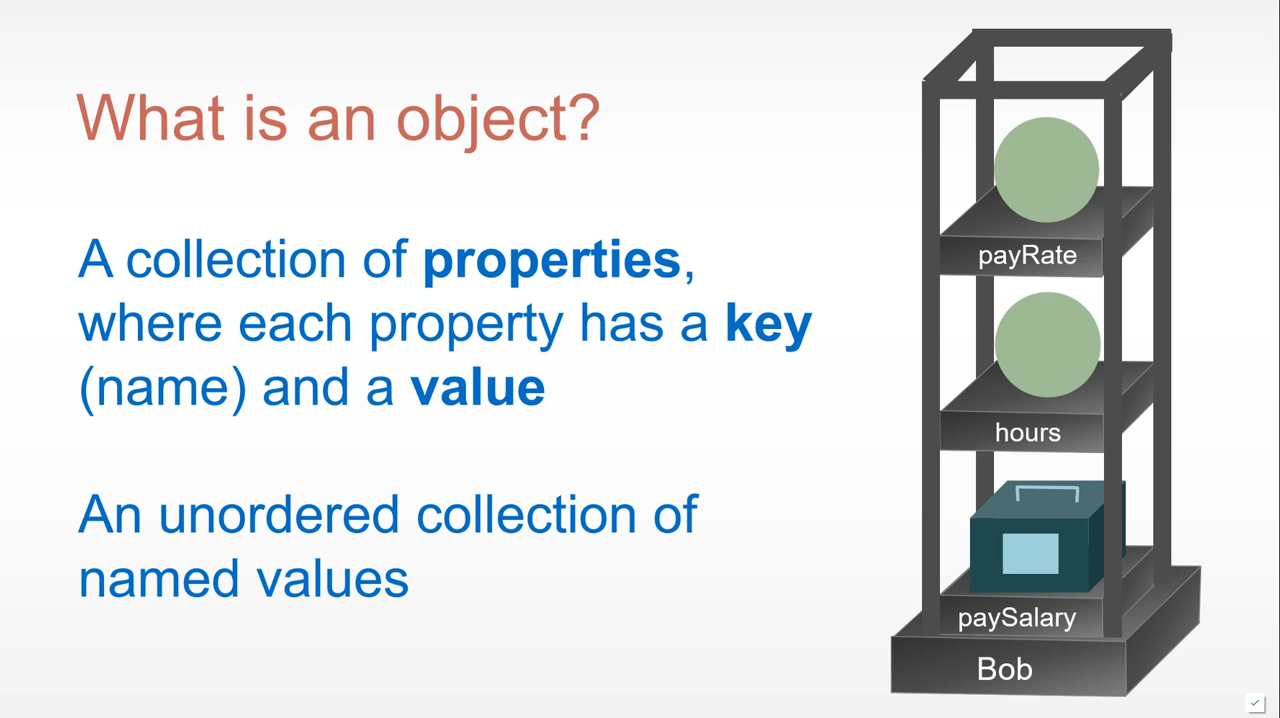 What is an object?
A collection of properties,
where each property has a key
(name) and a value
An unordered collection of
named values
payRate
hours
paySalary
Bob